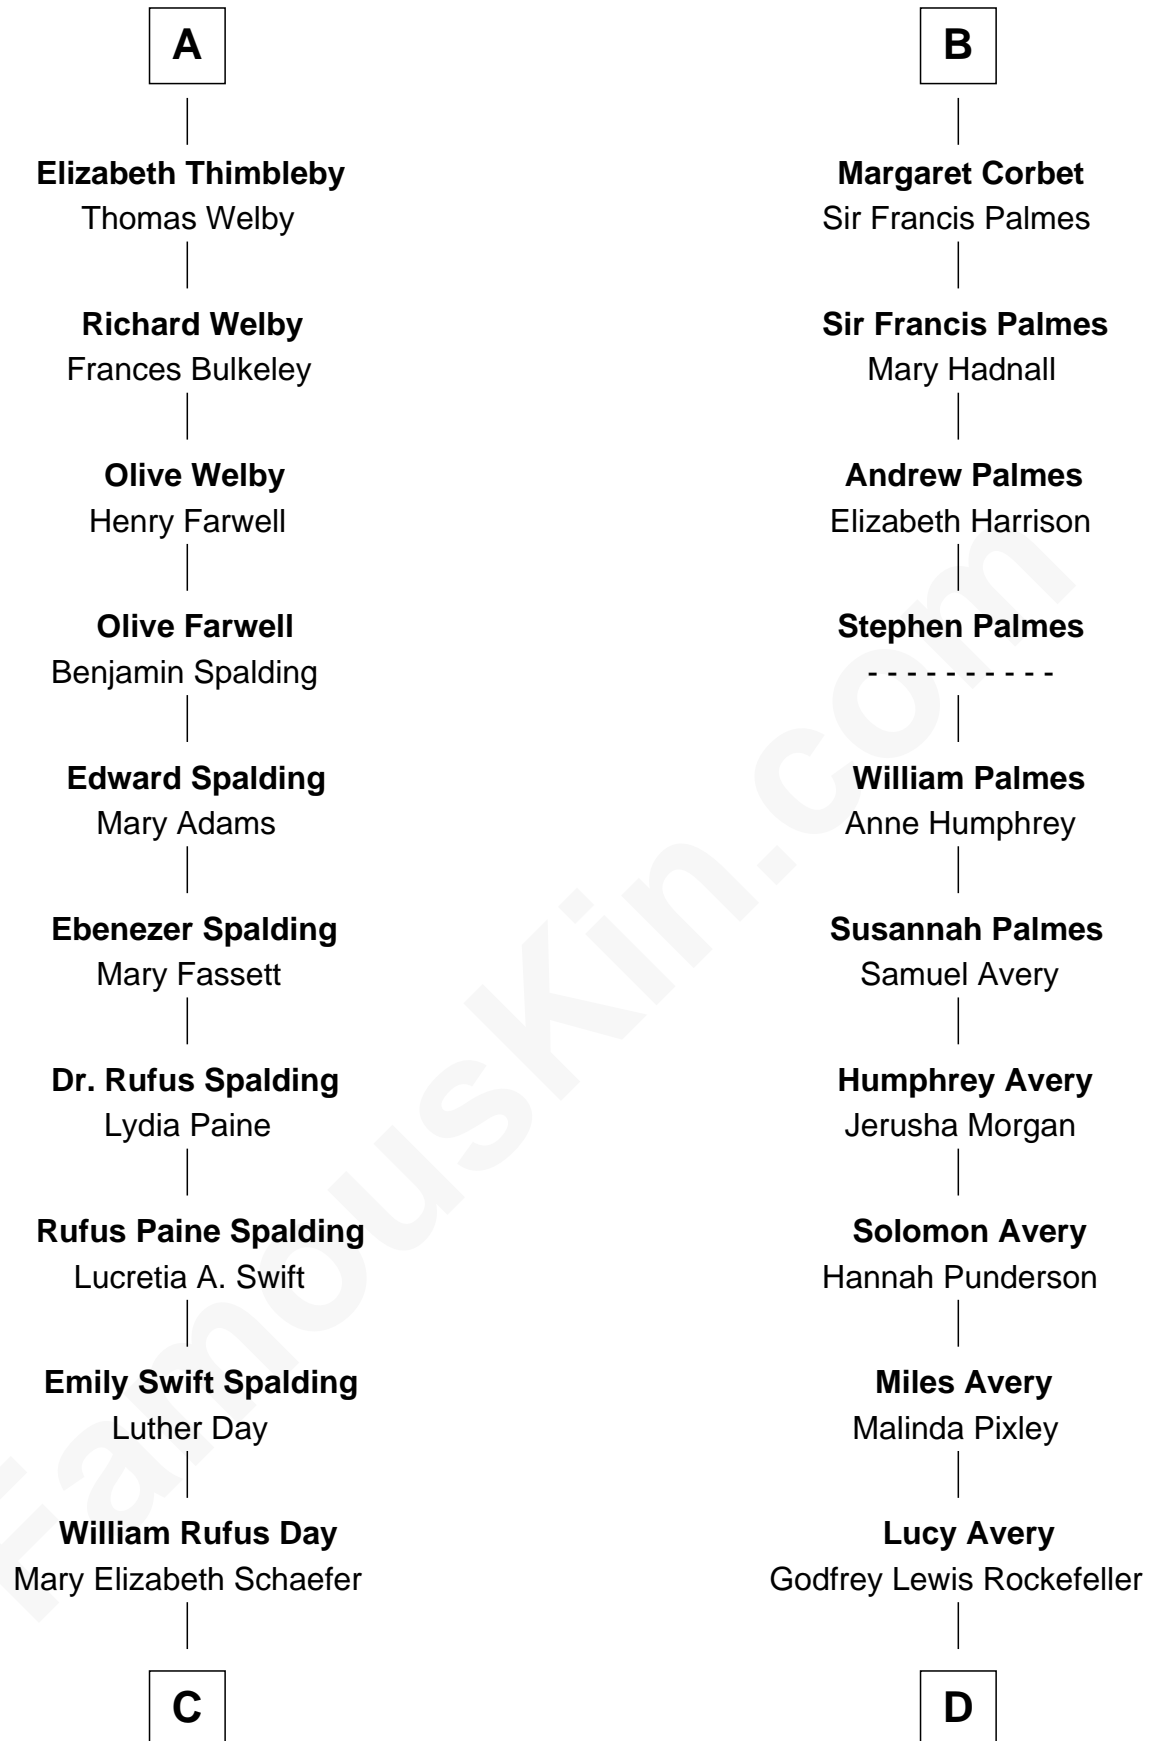 A
Elizabeth Thimbleby
Thomas Welby
Richard Welby
Frances Bulkeley
Olive Welby
Henry Farwell
Olive Farwell
Benjamin Spalding
Edward Spalding
Mary Adams
Ebenezer Spalding
Mary Fassett
Dr. Rufus Spalding
Lydia Paine
Rufus Paine Spalding
Lucretia A. Swift
Emily Swift Spalding
Luther Day
William Rufus Day
Mary Elizabeth Schaefer
C
B
Margaret Corbet
Sir Francis Palmes
Sir Francis Palmes
Mary Hadnall
Andrew Palmes
Elizabeth Harrison
Stephen Palmes
- - - - - - - - - -
William Palmes
Anne Humphrey
Susannah Palmes
Samuel Avery
Humphrey Avery
Jerusha Morgan
Solomon Avery
Hannah Punderson
Miles Avery
Malinda Pixley
Lucy Avery
Godfrey Lewis Rockefeller
D
FamousKin.com